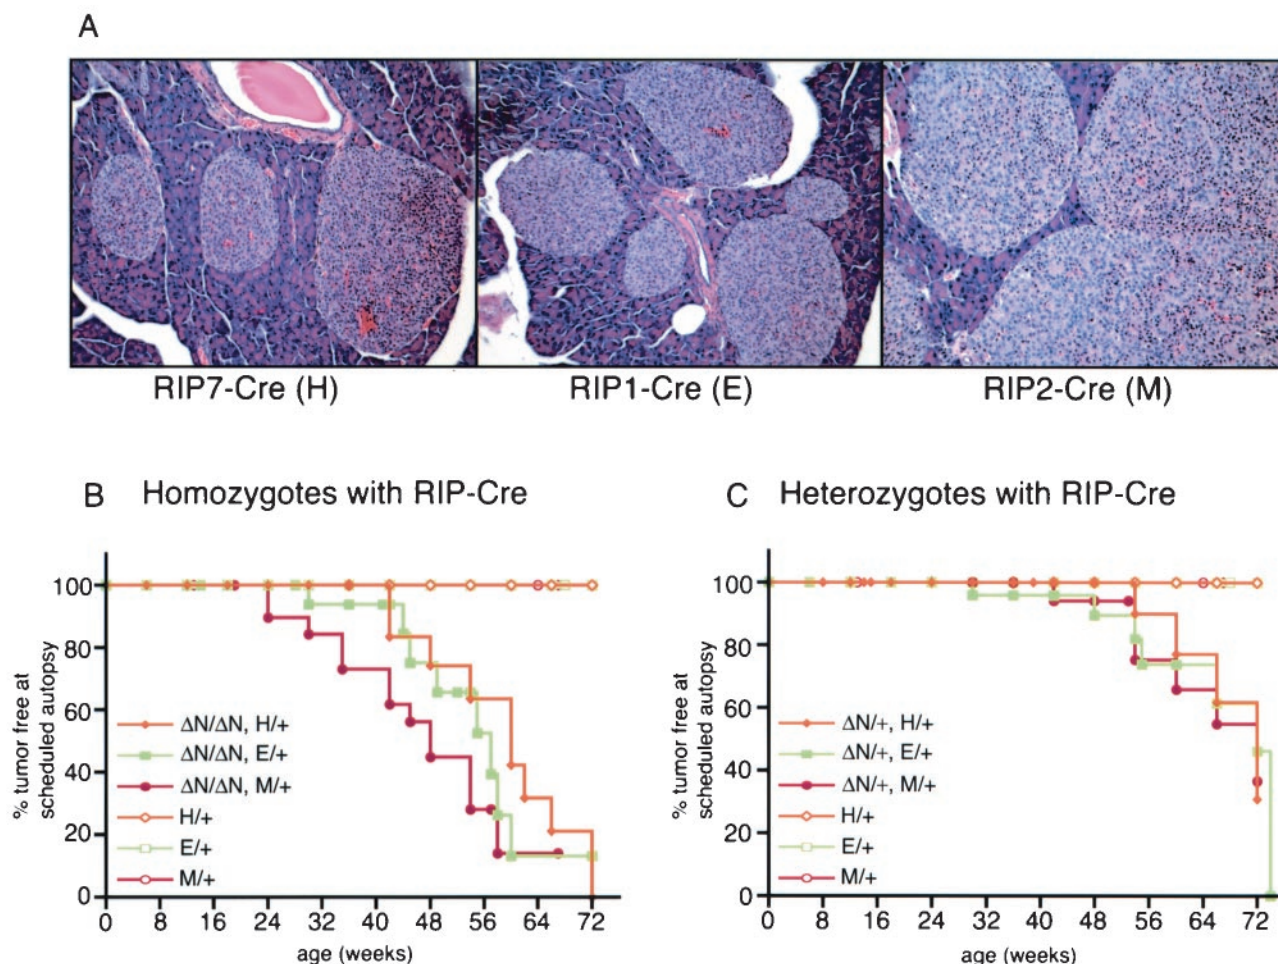 A
RIP7-Cre (H)
RIP1-Cre (E)
RIP2-Cre (M)
B Homozygotes with RIP-Cre
% tumor free at
scheduled autopsy
100
80
60
40
20
0
ΔN/ΔN, H/+
ΔN/ΔN, E/+
ΔN/ΔN, M/+
H/+
E/+
M/+
0 8 16 24 32 40 48 56 64 72
age (weeks)
C Heterozygotes with RIP-Cre
% tumor free at
scheduled autopsy
100
80
60
40
20
0
ΔN/+, H/+
ΔN/+, E/+
ΔN/+, M/+
H/+
E/+
M/+
0 8 16 24 32 40 48 56 64 72
age (weeks)